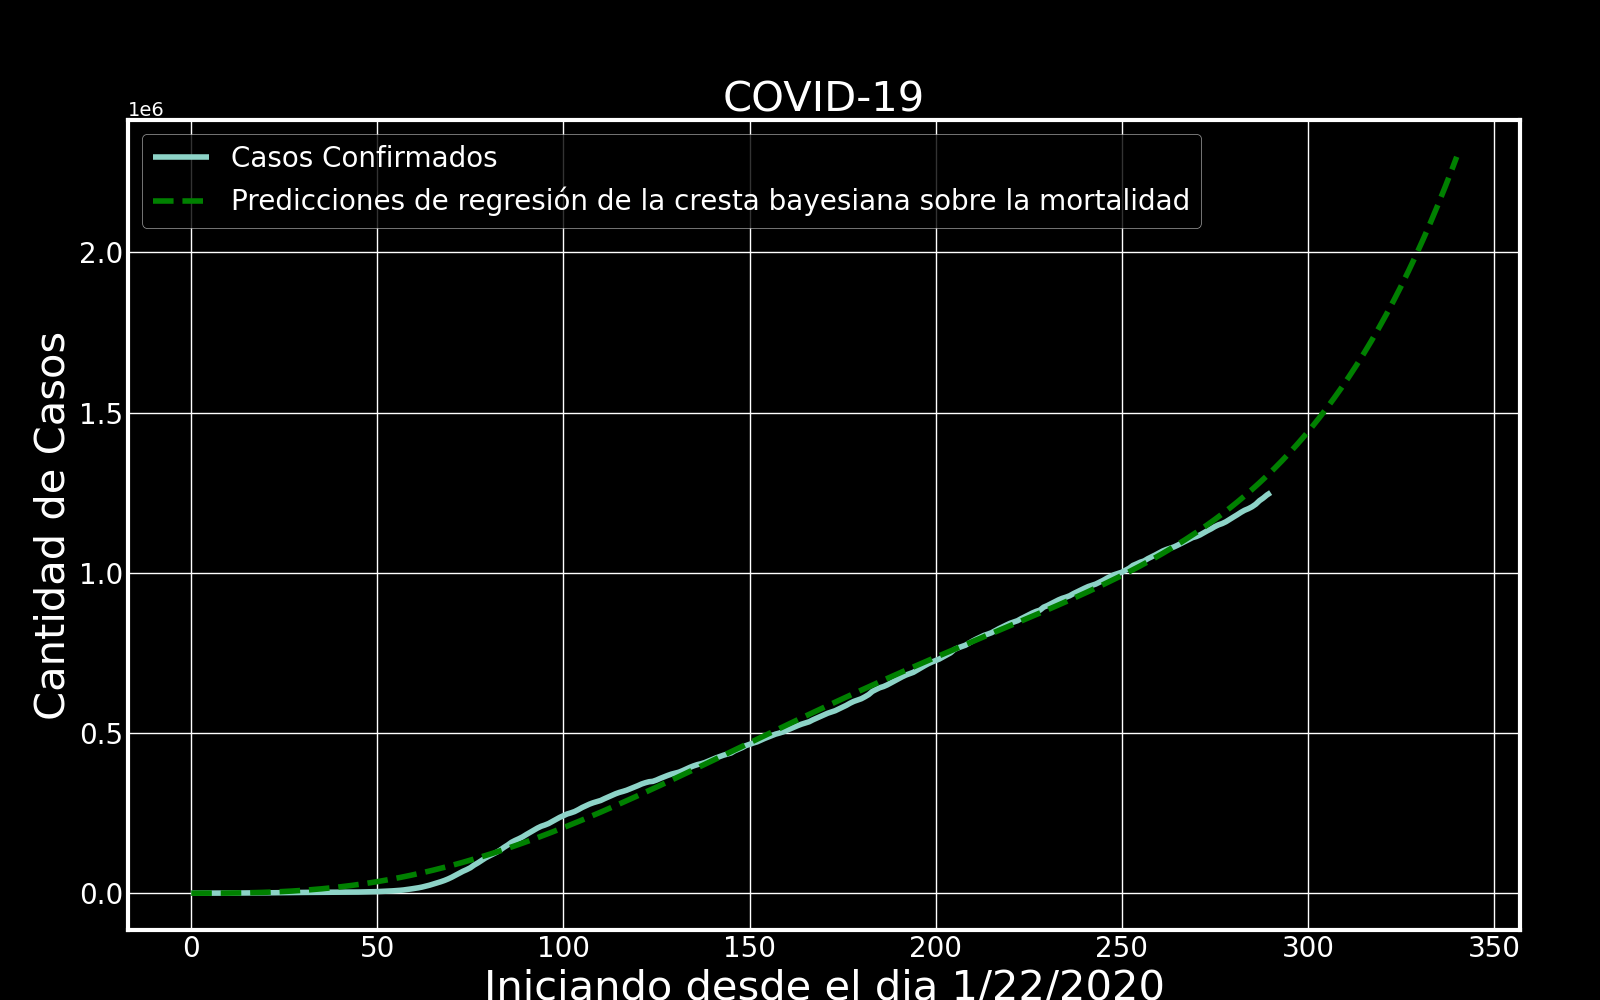 COVID-19
1e6
Casos Confirmados
Predicciones de regresión de la cresta bayesiana sobre la mortalidad
2.0
1.5
1.0
0.5
0.0
Cantidad de Casos
0 50 100 150 200 250 300 350
Iniciando desde el dia 1/22/2020